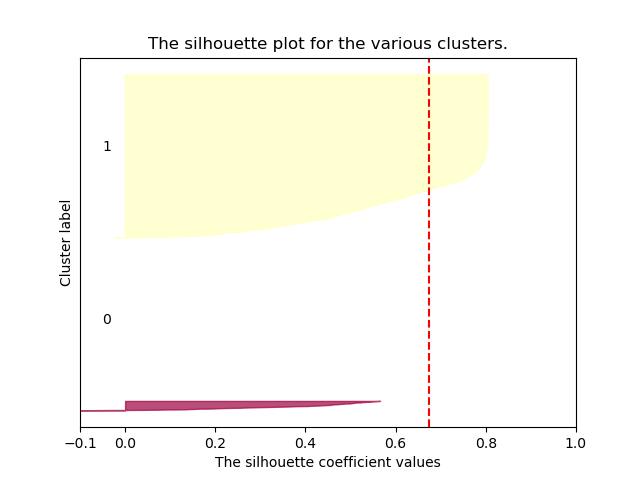 The silhouette plot for the various clusters.
1
0
Cluster label
−0.1 0.0 0.2 0.4 0.6 0.8 1.0
The silhouette coefficient values